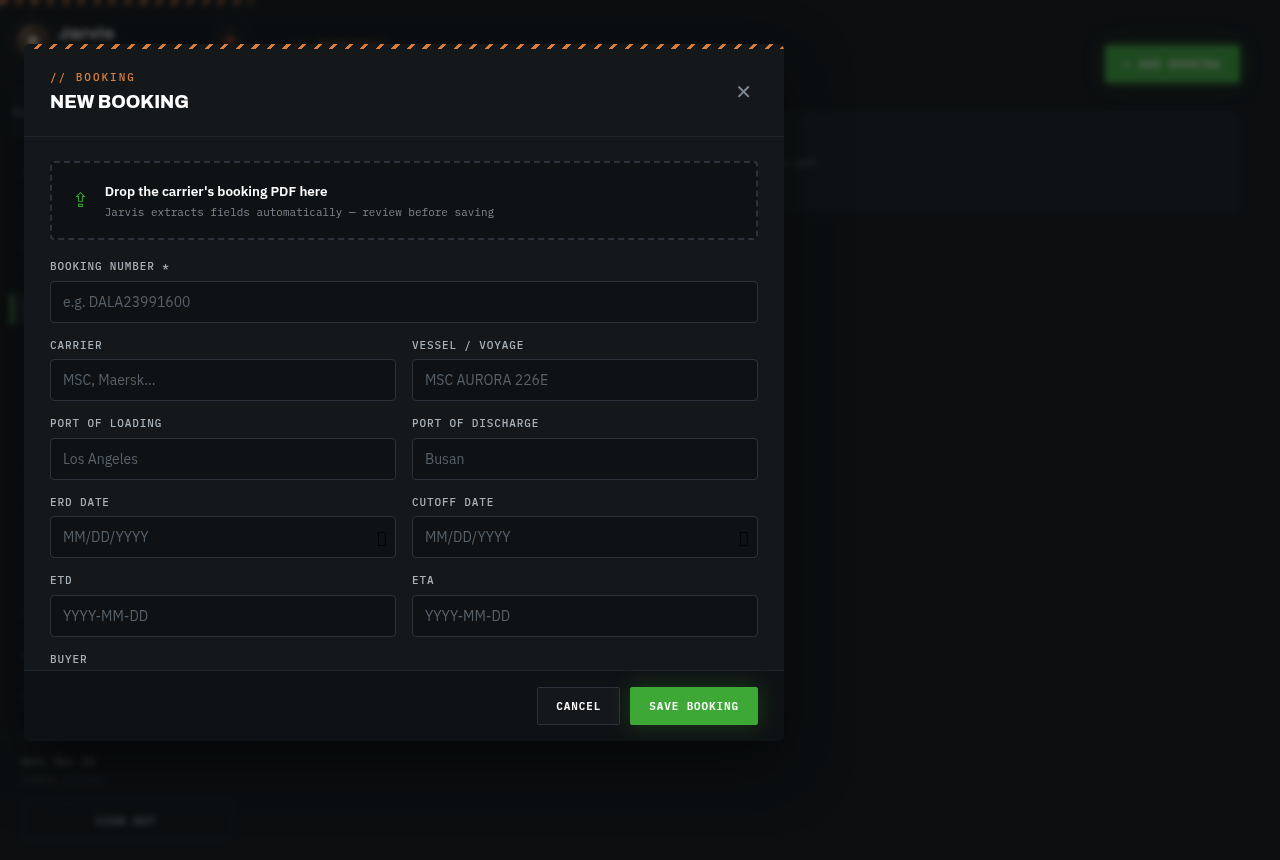 Jarvis
// BOOKING
NEW BOOKING
✕
⇪
Drop the carrier's booking PDF here
Jarvis extracts fields automatically — review before saving
BOOKING NUMBER *
e.g. DALA23991600
CARRIER
VESSEL / VOYAGE
MSC, Maersk...
MSC AURORA 226E
PORT OF LOADING
PORT OF DISCHARGE
Los Angeles
Busan
ERD DATE
CUTOFF DATE
MM/DD/YYYY
MM/DD/YYYY
ETD
ETA
YYYY-MM-DD
YYYY-MM-DD
BUYER
CANCEL
SAVE BOOKING
SIGN OUT